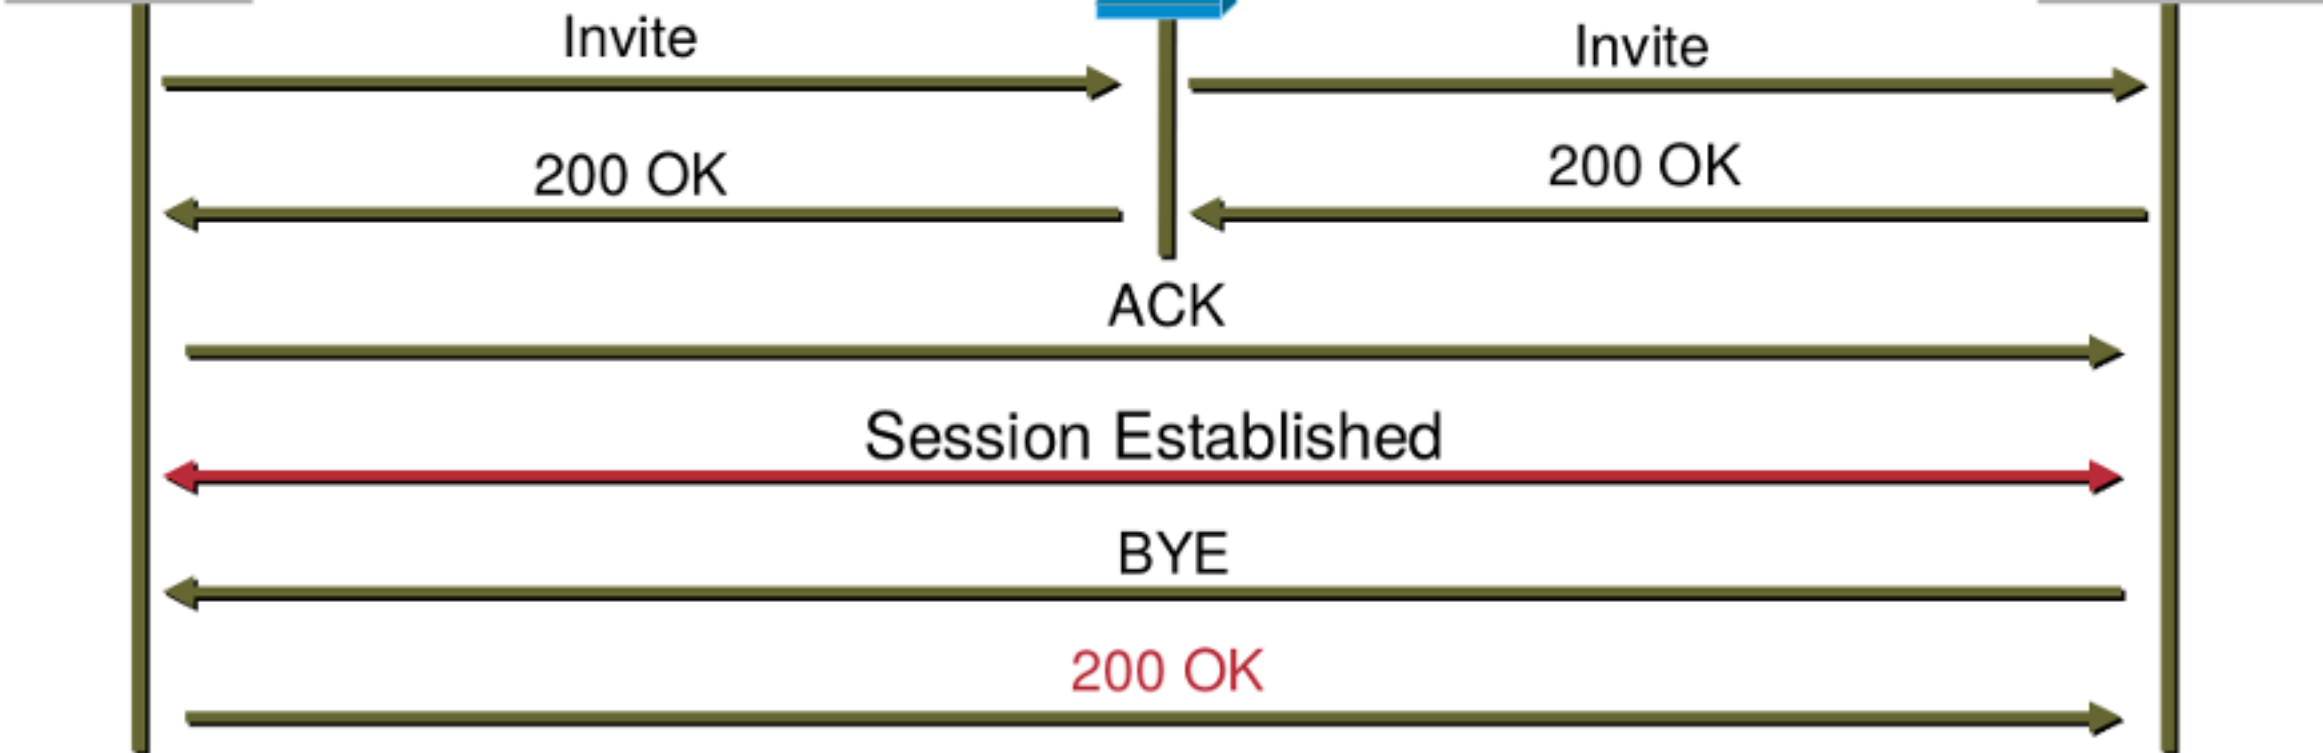 Invite
Invite
200 OK
200 OK
ACK
Session Established
BYE
200 OK